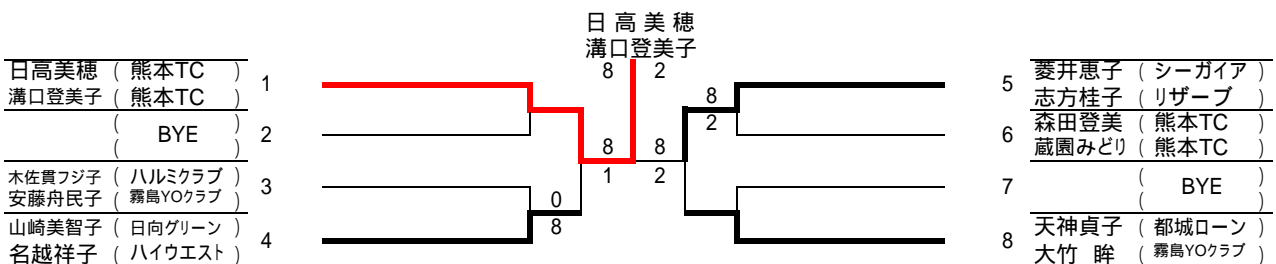 日高美穂
溝口登美子
8 2
日高美穂 ( 熊本TC )
溝口登美子 ( 熊本TC )
1
( )
BYE
( )
2
木佐貫フジ子 ( ハルミクラブ )
安藤舟民子 ( 霧島YOクラブ )
3
山崎美智子 ( 日向グリーン )
名越祥子 ( ハイウエスト )
4
0
8
8
1
8
2
8
2
5
菱井恵子 ( シーガイア )
志方桂子 ( リザーブ )
6
森田登美 ( 熊本TC )
蔵園みどり ( 熊本TC )
7
( )
BYE
( )
8
天神貞子 ( 都城ローン )
大竹 眸 ( 霧島YOクラブ )